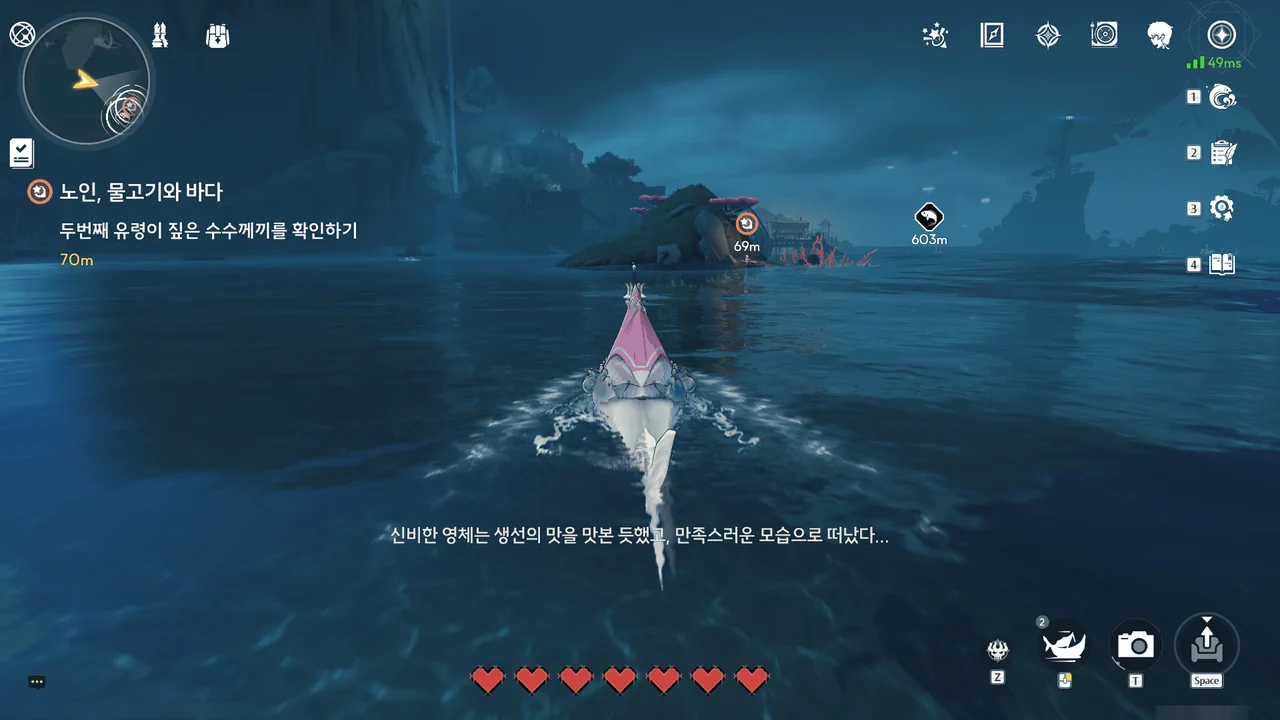 49ms
1
노인, 물고기와 바다
2
두번째 유령이 짚은 수수께끼를 확인하기
3
70m
69m
603m
4
신비한 영체는 생선의 맛을 맛본 듯했고, 만족스러운 모습으로 떠났다...
2
Z
T
Space